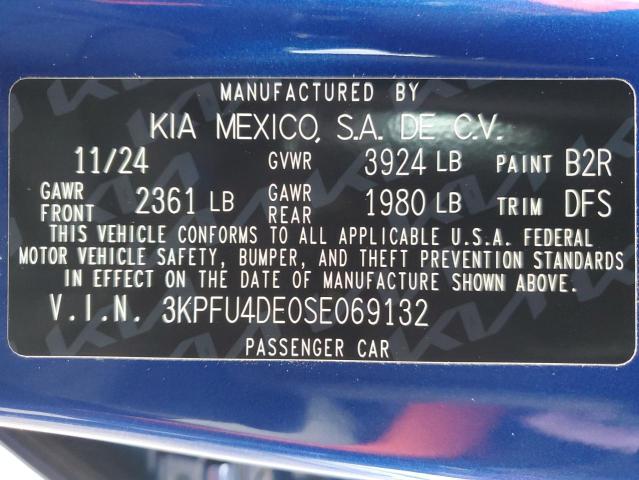 MANUFACTURED BY
KIA MEXICO, S.A. DE C.V.
11/24 GVWR 3924 LB PAINT B2R
GAWR FRONT 2361 LB GAWR REAR 1980 LB TRIM DFS
THIS VEHICLE CONFORMS TO ALL APPLICABLE U.S.A. FEDERAL
MOTOR VEHICLE SAFETY, BUMPER, AND THEFT PREVENTION STANDARDS
IN EFFECT ON THE DATE OF MANUFACTURE SHOWN ABOVE.
V.I.N. 3KPFU4DE0SE069132
PASSENGER CAR